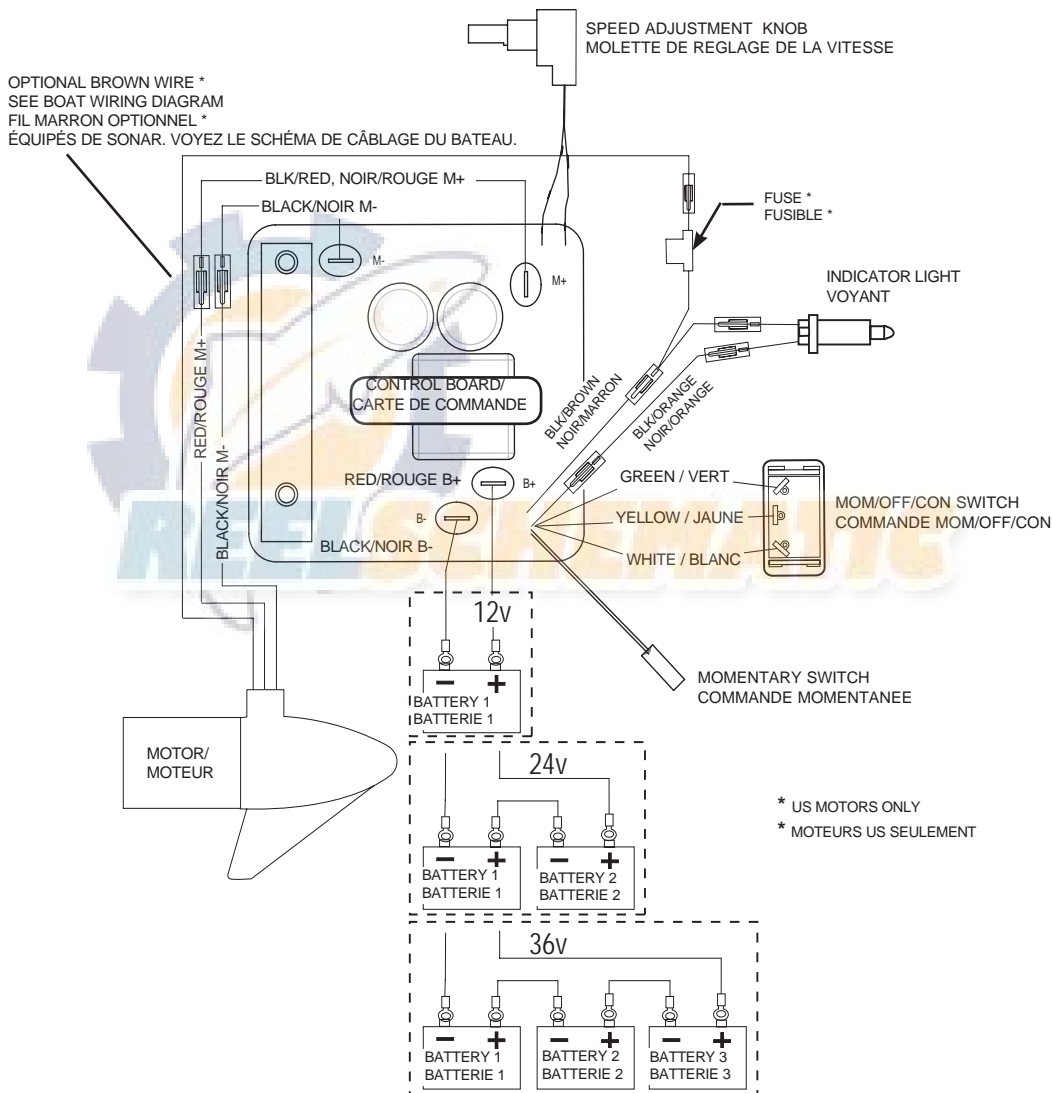 SPEED ADJUSTMENT KNOB
MOLETTE DE REGLAGE DE LA VITESSE
OPTIONAL BROWN WIRE *
SEE BOAT WIRING DIAGRAM
FIL MARRON OPTIONNEL *
ÉQUIPÉS DE SONAR. VOYEZ LE SCHÉMA DE CÂBLAGE DU BATEAU.
BLK/RED, NOIR/ROUGE M+
BLACK/NOIR M-
FUSE *
FUSIBLE *
M-
M+
INDICATOR LIGHT
VOYANT
RED/ROUGE M+
BLACK/NOIR M-
CONTROL BOARD/
CARTE DE COMMANDE
BLK/BROWN
NOIR/MARRON
BLK/ORANGE
NOIR/ORANGE
RED/ROUGE B+
B+
B-
BLACK/NOIR B-
GREEN / VERT
YELLOW / JAUNE
WHITE / BLANC
MOM/OFF/CON SWITCH
COMMANDE MOM/OFF/CON
REELSCHEMATIC
12v
– +
BATTERY 1
BATTERIE 1
MOMENTARY SWITCH
COMMANDE MOMENTANEE
MOTOR/
MOTEUR
24v
– +
BATTERY 1
BATTERIE 1
– +
BATTERY 2
BATTERIE 2
* US MOTORS ONLY
* MOTEURS US SEULEMENT
36v
– +
BATTERY 1
BATTERIE 1
– +
BATTERY 2
BATTERIE 2
– +
BATTERY 3
BATTERIE 3